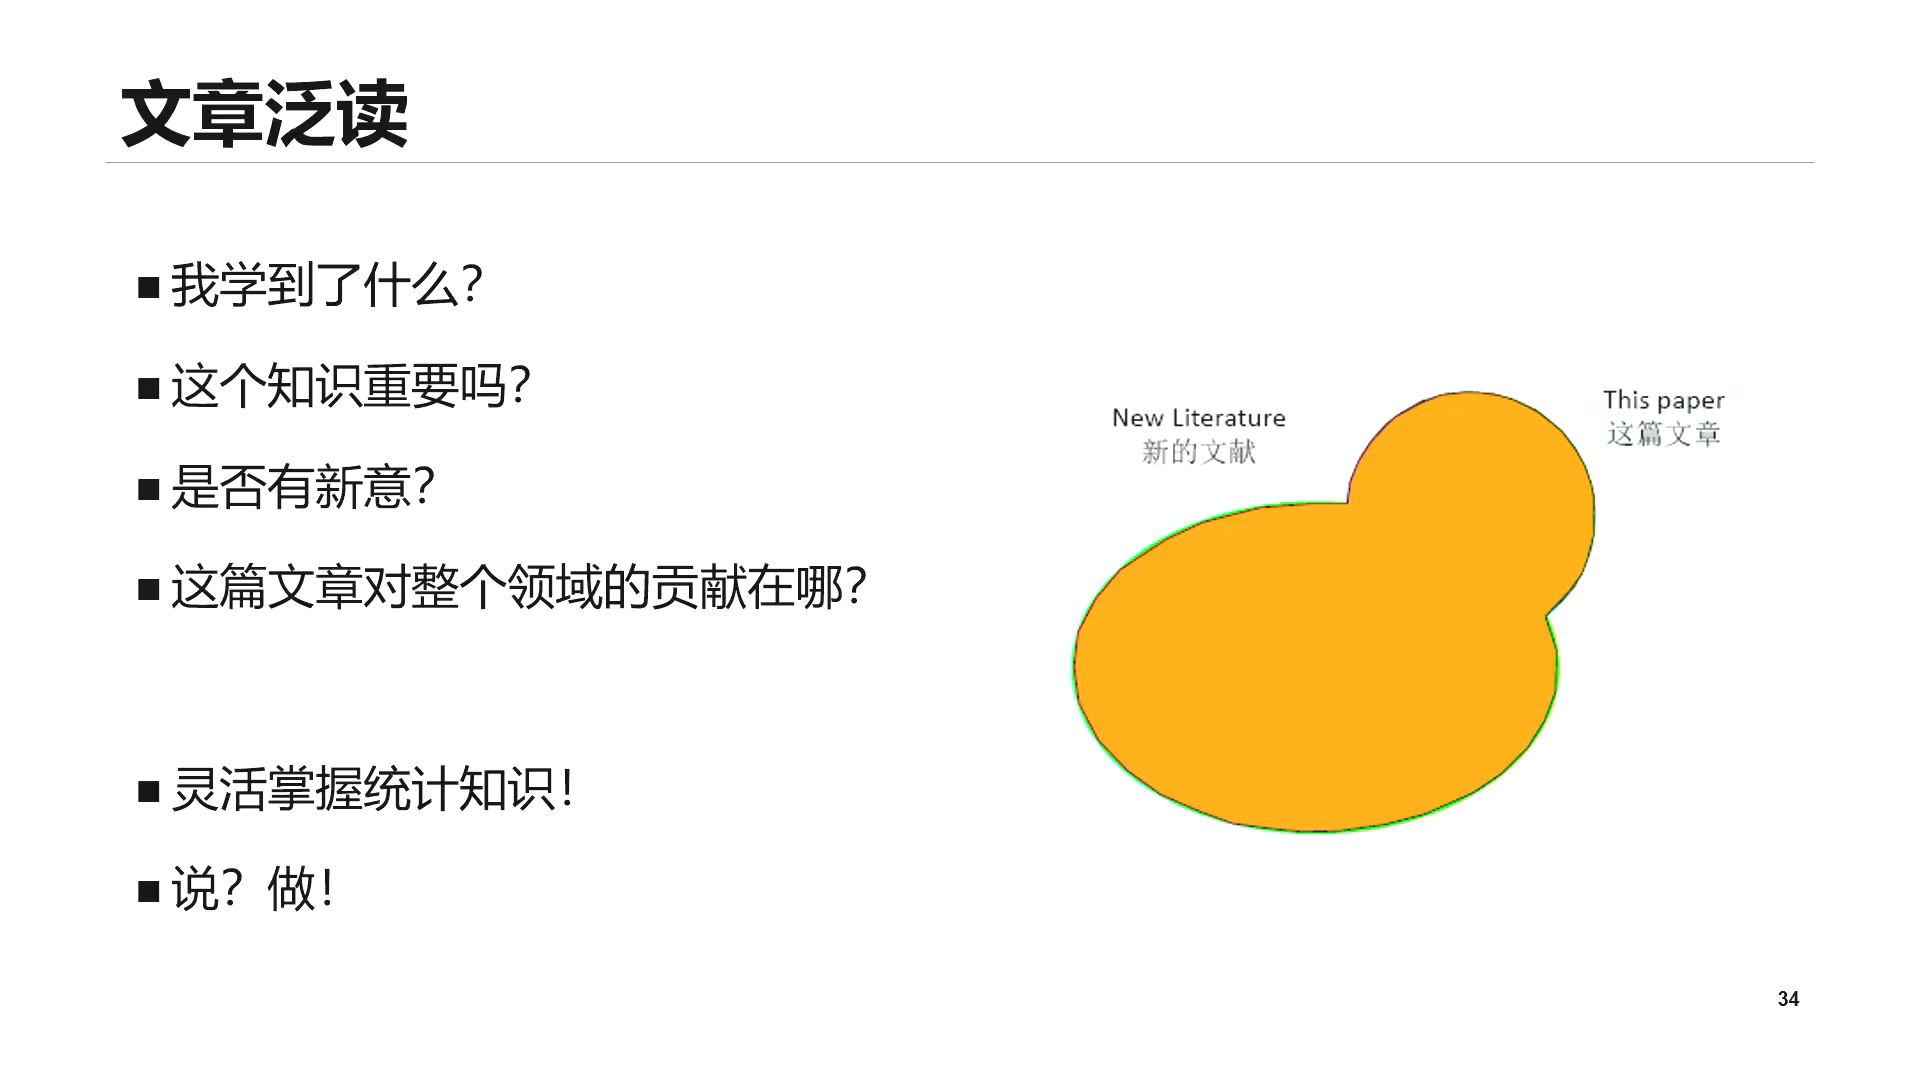 文章泛读
■ 我学到了什么？
■ 这个知识重要吗？
■ 是否有新意？
■ 这篇文章对整个领域的贡献在哪？
■ 灵活掌握统计知识！
■ 说？做！
New Literature
新的文献
This paper
这篇文章
34